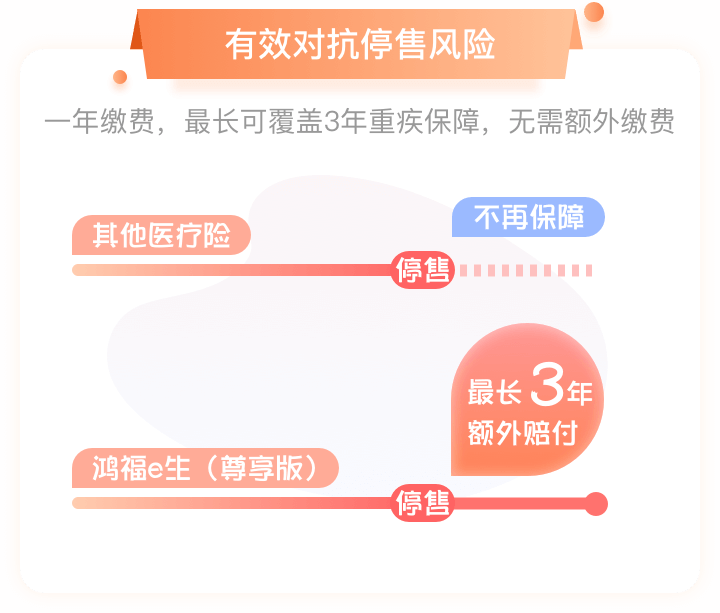 有效对抗停售风险
一年缴费，最长可覆盖3年重疾保障，无需额外缴费
其他医疗险
不再保障
停售
最长3年
额外赔付
鸿福e生（尊享版）
停售